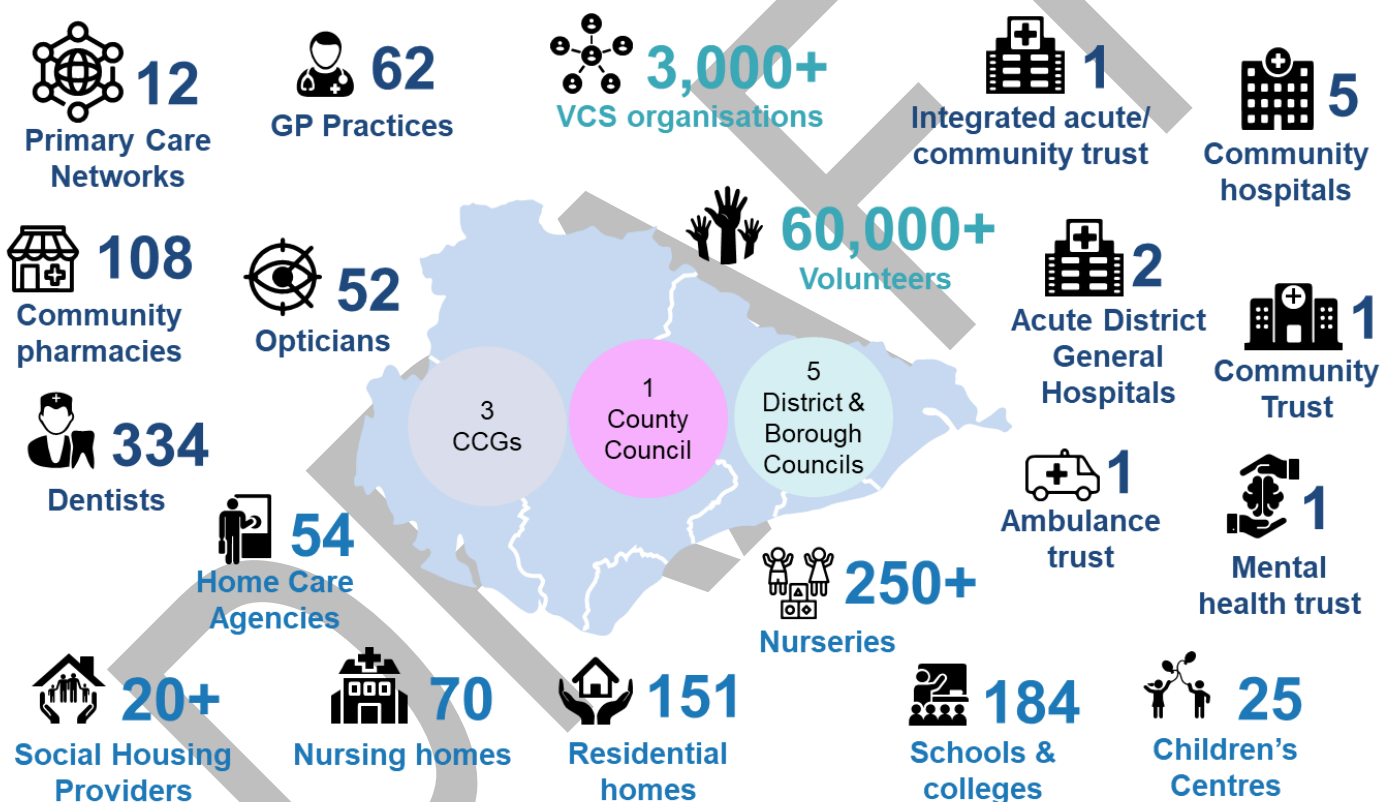 12
Primary Care
Networks
62
GP Practices
3,000+
VCS organisations
1
Integrated acute/
community trust
5
Community
hospitals
108
Community
pharmacies
52
Opticians
60,000+
Volunteers
2
Acute District
General
Hospitals
1
Community
Trust
334
Dentists
3
CCGs
1
County
Council
5
District &
Borough
Councils
1
Ambulance
trust
1
Mental
health trust
54
Home Care
Agencies
250+
Nurseries
20+
Social Housing
Providers
70
Nursing homes
151
Residential
homes
184
Schools &
colleges
25
Children's
Centres
DRAFT